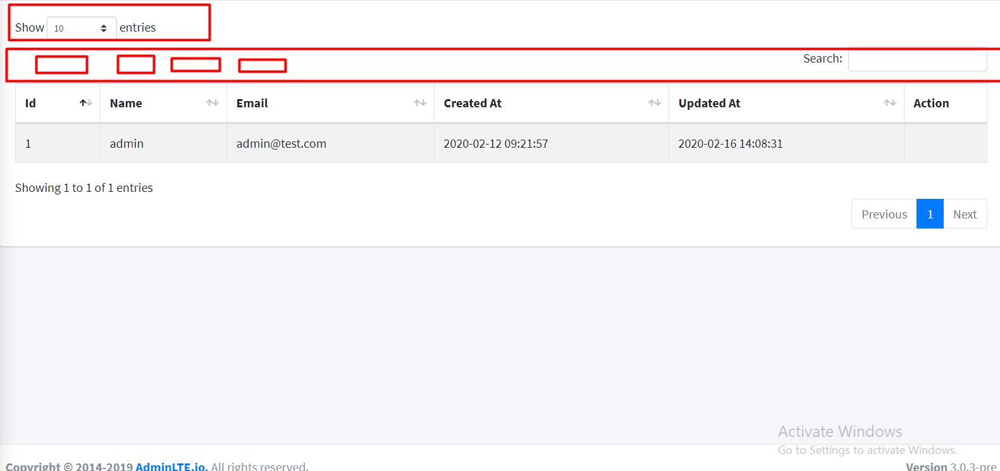 Show 10 entries
Search:
Id Name Email Created At Updated At Action
1 admin admin@test.com 2020-02-12 09:21:57 2020-02-16 14:08:31
Showing 1 to 1 of 1 entries
Previous 1 Next
Activate Windows
Go to Settings to activate Windows.
Copyright © 2014-2019 AdminLTE.io. All rights reserved. Version 3.0.3-pre